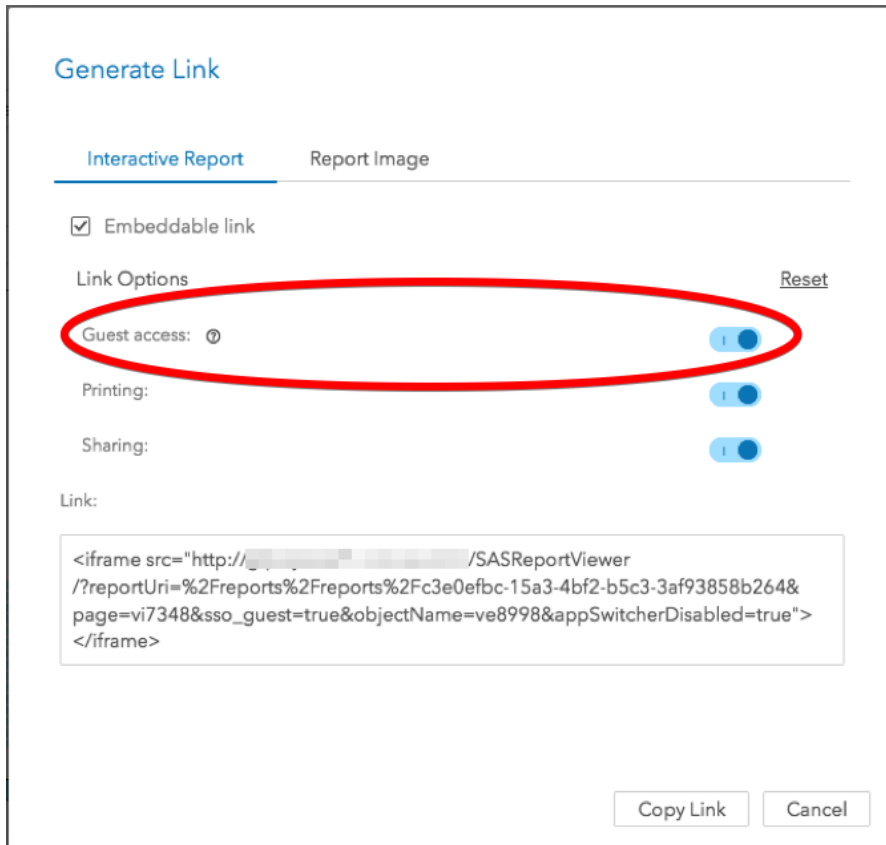 Generate Link
Interactive Report Report Image
Embeddable link
Link Options Reset
Guest access: ?
Printing:
Sharing:
Link:
<iframe src="http:// /SASReportViewer
/?reportUri=%2Freports%2Freports%2Fc3e0efbc-15a3-4bf2-b5c3-3af93858b264&
page=vi7348&sso_guest=true&objectName=ve8998&appSwitcherDisabled=true">
</iframe>
Copy Link Cancel